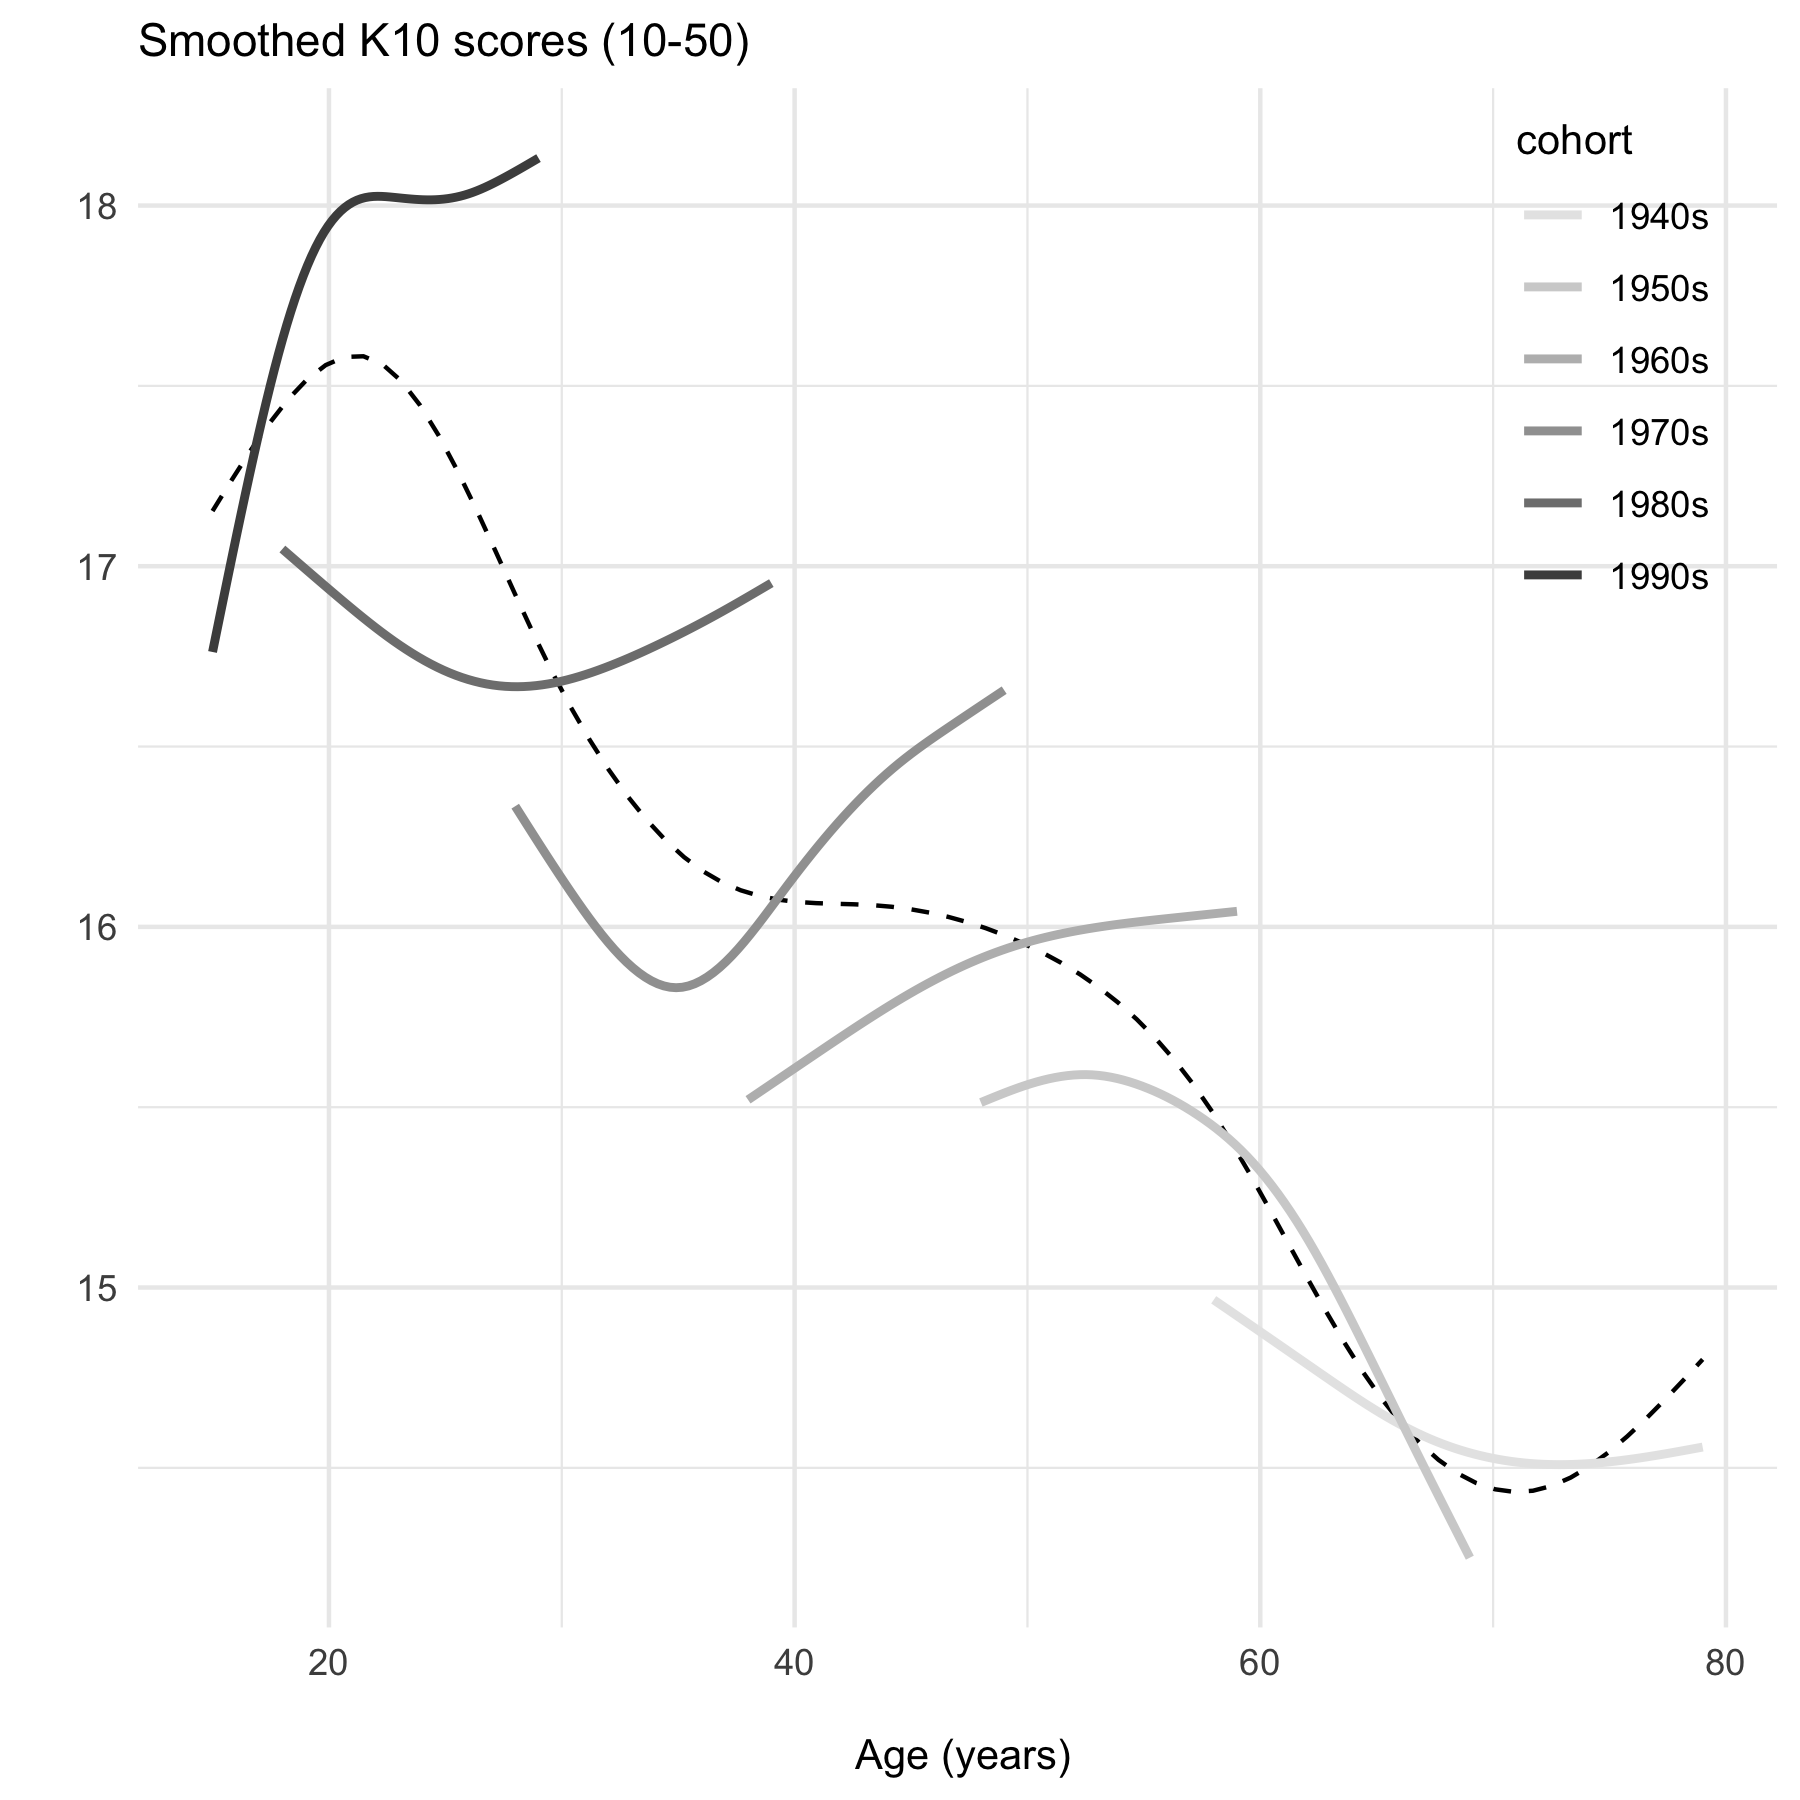 Smoothed K10 scores (10-50)
cohort
1940s
1950s
1960s
1970s
1980s
1990s
18
17
16
15
20 40 60 80
Age (years)